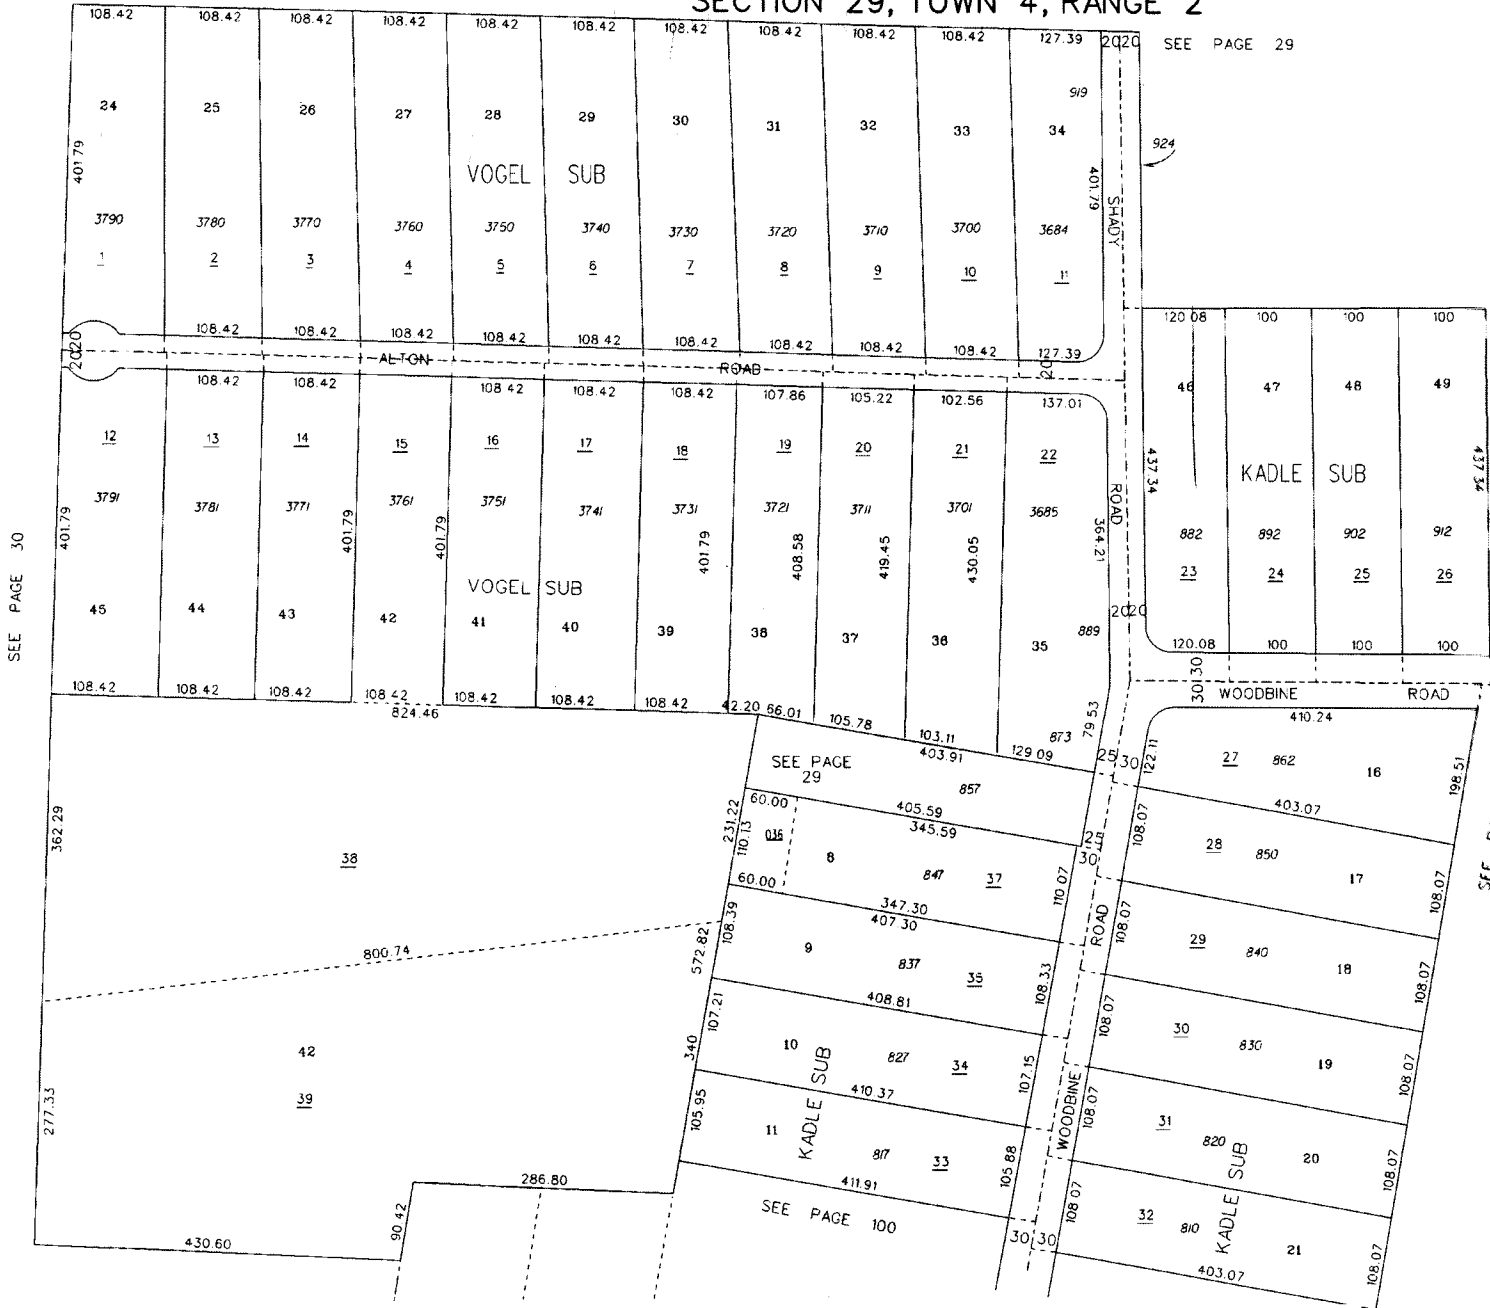 SECTION 29, TOWN 4, RANGE 2
108.42 108.42 108.42 108.42 108.42 108.42 108.42 108.42 108.42 108.42 127.39 20 20 SEE PAGE 29
919
24 25 26 27 28 29 30 31 32 33 34
924
401.79 VOGEL SUB 401.79 SHADY
3790 3780 3770 3760 3750 3740 3730 3720 3710 3700 3684
1 2 3 4 5 6 7 8 9 10 11
120.08 100 100 100
108.42 108.42 108.42 108.42 108.42 108.42 108.42 108.42 108.42 127.39
20 20 ALTON ROAD 20
108.42 108.42 108.42 108.42 108.42 107.86 105.22 102.56 137.01
46 47 48 49
12 13 14 15 16 17 18 19 20 21 22
437.34 KADLE SUB 437.34
3791 3781 3771 3761 3751 3741 3731 3721 3711 3701 3685 ROAD
401.79 401.79 401.79 401.79 408.58 419.45 430.05 364.21
882 892 902 912
SEE PAGE 30
23 24 25 26
VOGEL SUB
20 20
45 44 43 42 41 40 39 38 37 36 35 889
120.08 100 100 100
30 30 WOODBINE ROAD
108.42 108.42 108.42 108.42 108.42 108.42 108.42 42.20 66.01 105.78 103.11 129.09 873 79.53
824.46
410.24
403.91
25 30 122.11 27 862 16 198.51
SEE PAGE
29
857
403.07
60.00 405.59
362.29 231.22 110.13 036 345.59 25 30 108.07 28 850 17 108.07
38 8 847 37 110.07
SEE
60.00 347.30
108.39 407.30 ROAD 108.07 29 840 18 108.07
800.74 572.82 9 837 35 108.33
408.81
107.21 108.07 30 830 19 108.07
42 340 10 827 34 107.15
39 410.37
277.33 105.95 KADLE SUB WOODBINE 108.07 31 820 20 108.07
11 817 33 105.88
286.80 411.91
90.42 SEE PAGE 100 108.07 32 810 KADLE SUB 21 108.07
430.60 30 30
403.07